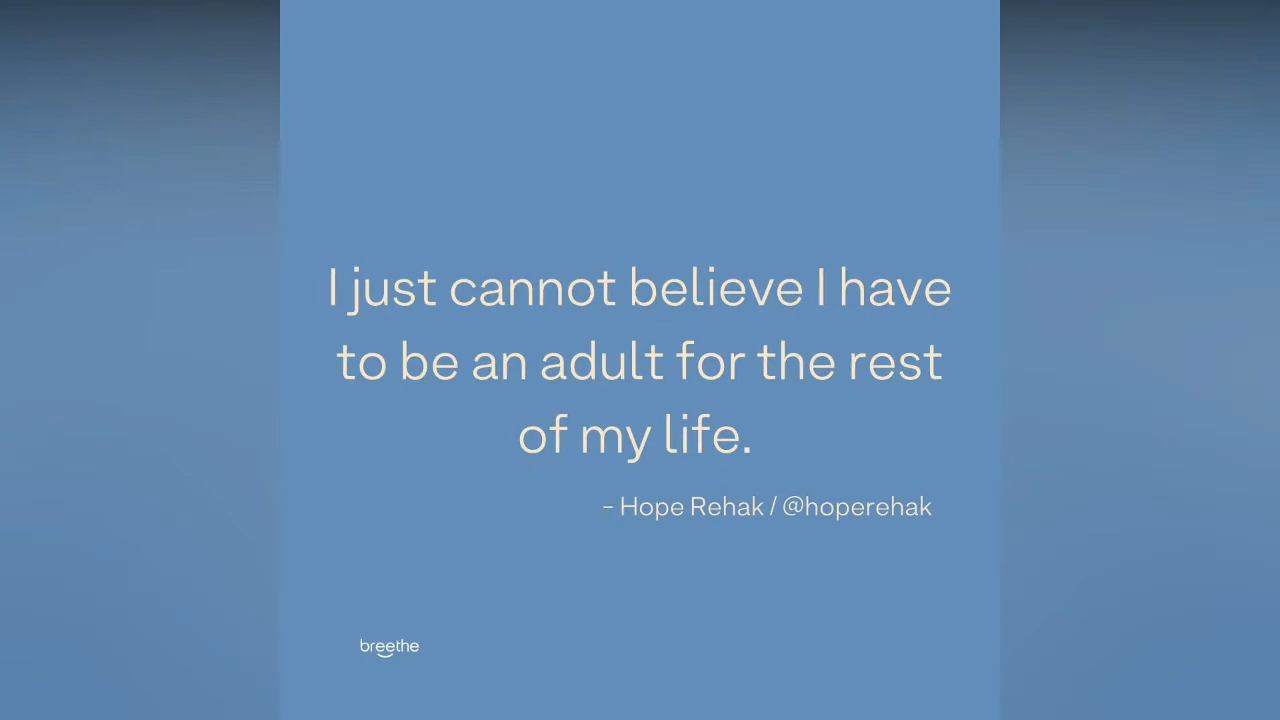 I just cannot believe I have
to be an adult for the rest
of my life.
- Hope Rehak / @hoperehak
breethe